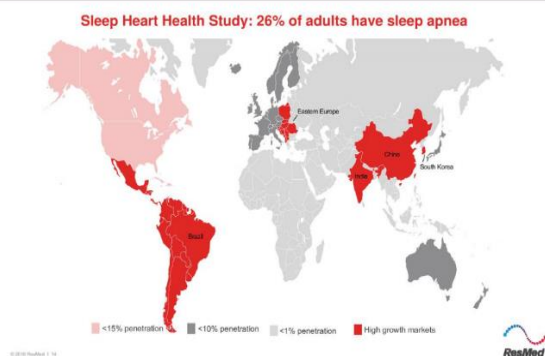 Sleep Heart Health Study: 26% of adults have sleep apnea
Eastern Europe
China
South Korea
India
Brazil
<15% penetration
<10% penetration
<1% penetration
High growth markets
ResMed